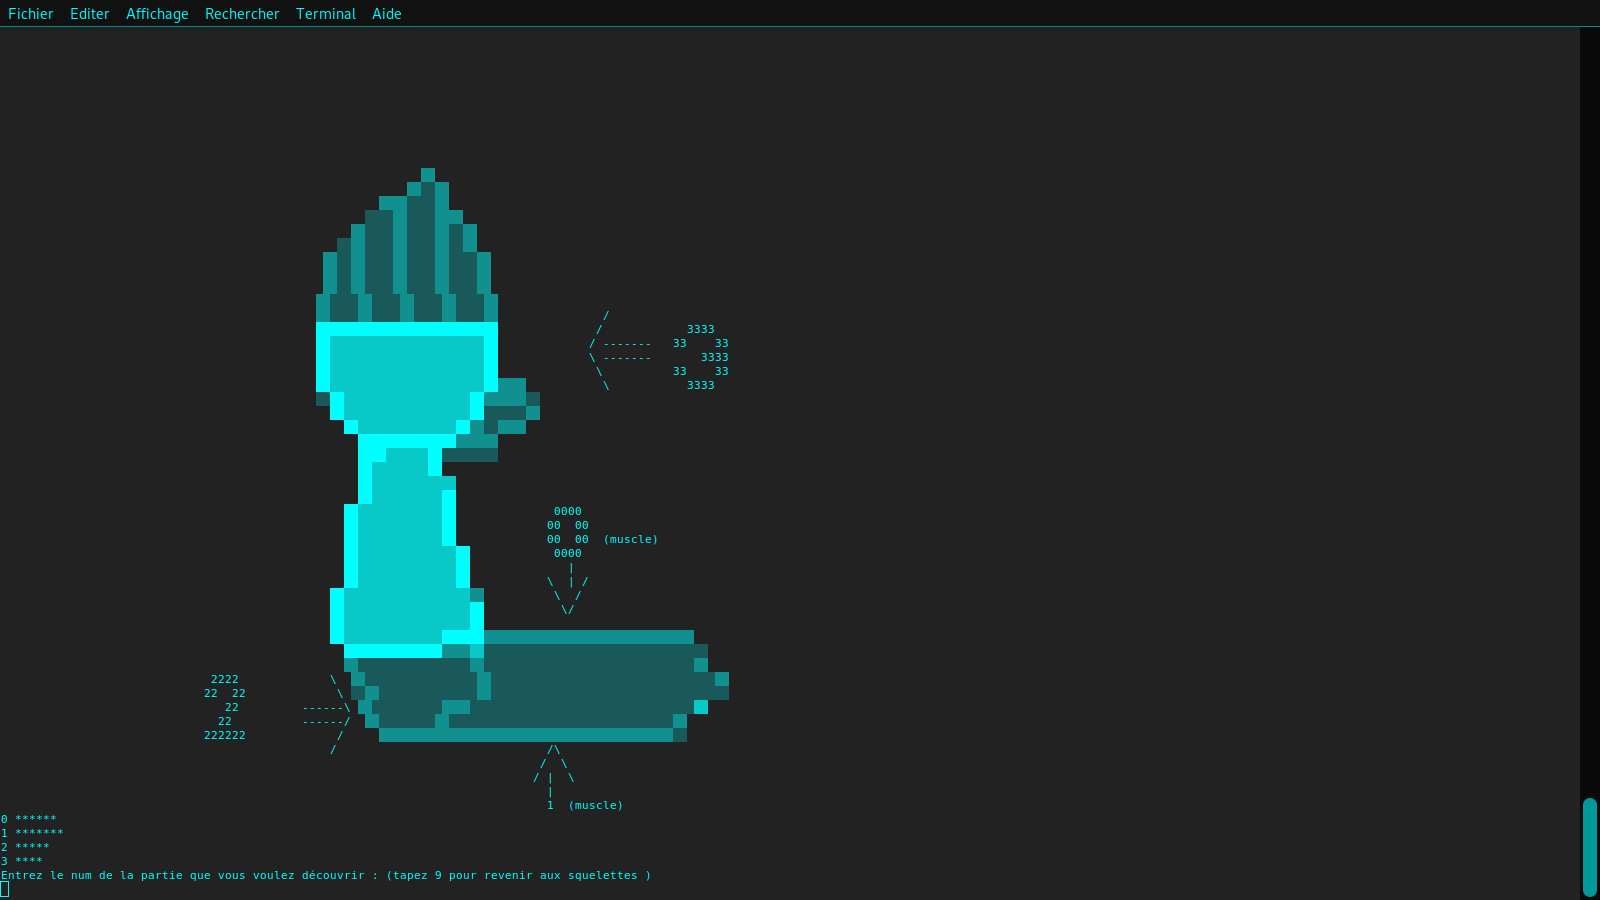 Fichier Editer Affichage Rechercher Terminal Aide
/
/ 3333
/ ------- 33 33
\ ------- 3333
\ 33 33
\ 3333
0000
00 00
00 00 (muscle)
0000
|
\ | /
\ /
\/
2222 \
22 22 \
22 ------\
22 ------/
222222 /
/ /\
/ \
/ | \
|
1 (muscle)
0 ******
1 *******
2 *****
3 ****
Entrez le num de la partie que vous voulez découvrir : (tapez 9 pour revenir aux squelettes )